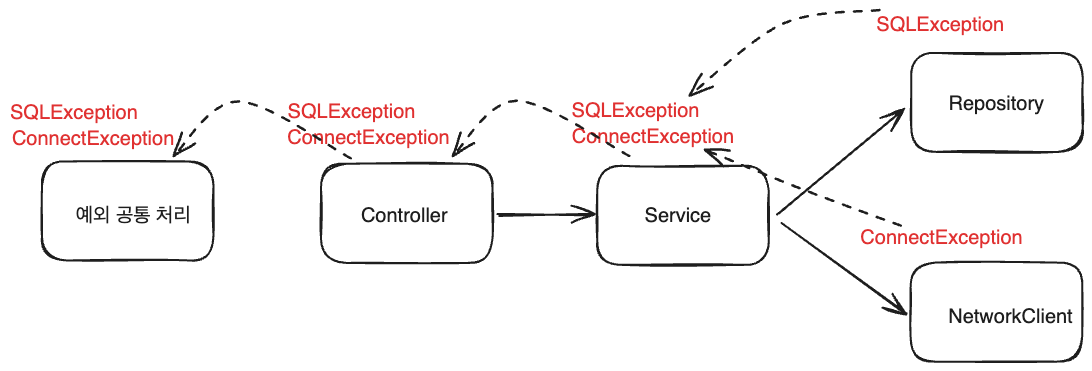 SQLException
SQLException
ConnectException
SQLException
ConnectException
SQLException
ConnectException
Repository
예외 공통 처리
Controller
Service
ConnectException
NetworkClient